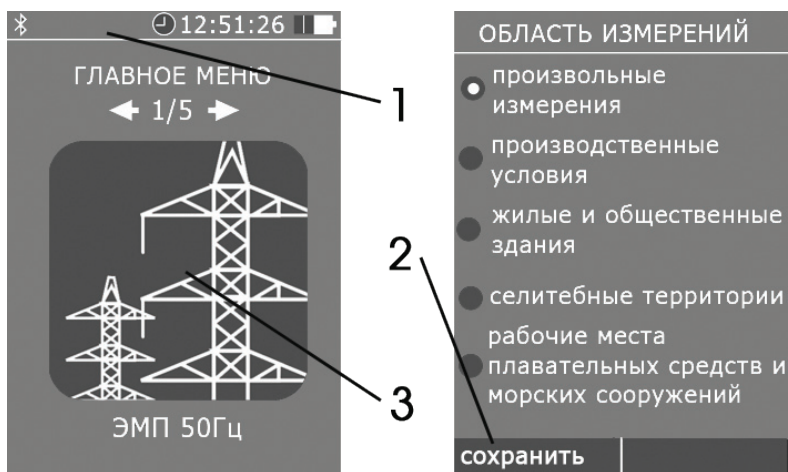 12:51:26
ГЛАВНОЕ МЕНЮ
1/5
ЭМП 50Гц
1
2
3
ОБЛАСТЬ ИЗМЕРЕНИЙ
произвольные
измерения
производственные
условия
жилые и общественные
здания
селитебные территории
рабочие места
плавательных средств и
морских сооружений
сохранить